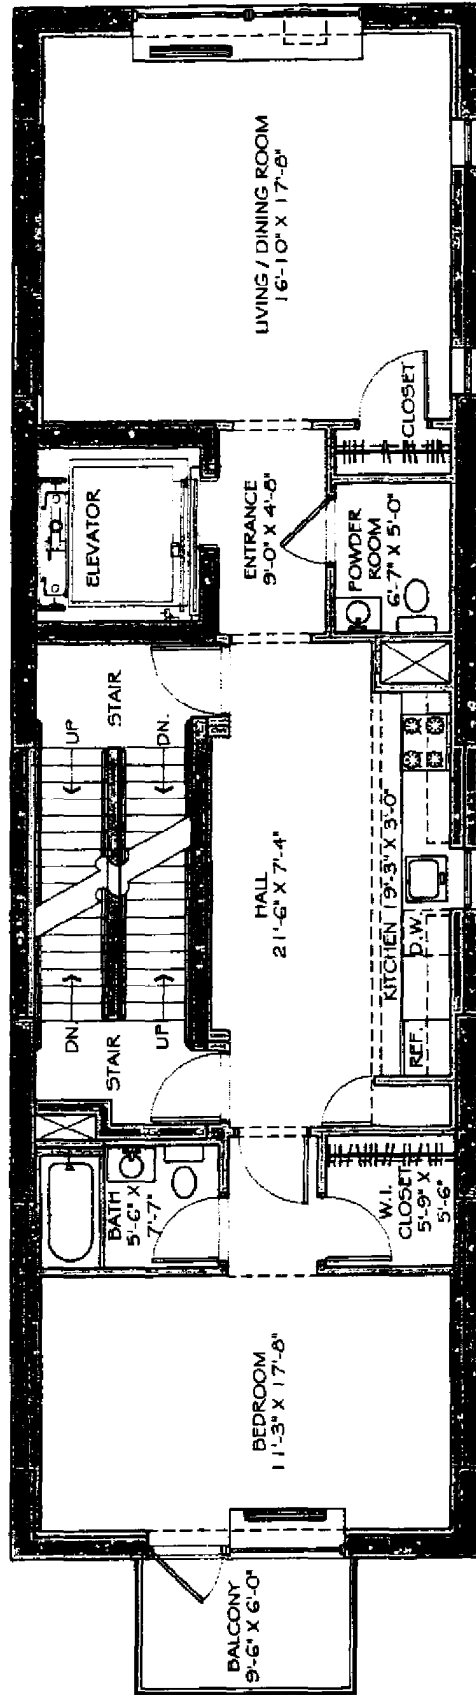 LIVING / DINING ROOM
16'-10" X 17'-8"
CLOSET
ELEVATOR
ENTRANCE
9'-0" X 4'-8"
POWDER
ROOM
6'-7" X 5'-0"
UP
STAIR
DN.
HALL
21'-6" X 7'-4"
KITCHEN 19'-3" X 3'-0"
D.W.
REF.
DN.
STAIR
UP
BATH
5'-6" X
7'-7"
W.I.
CLOSET
5'-9" X
5'-6"
BEDROOM
11'-3" X 17'-8"
BALCONY
9'-6" X 6'-0"